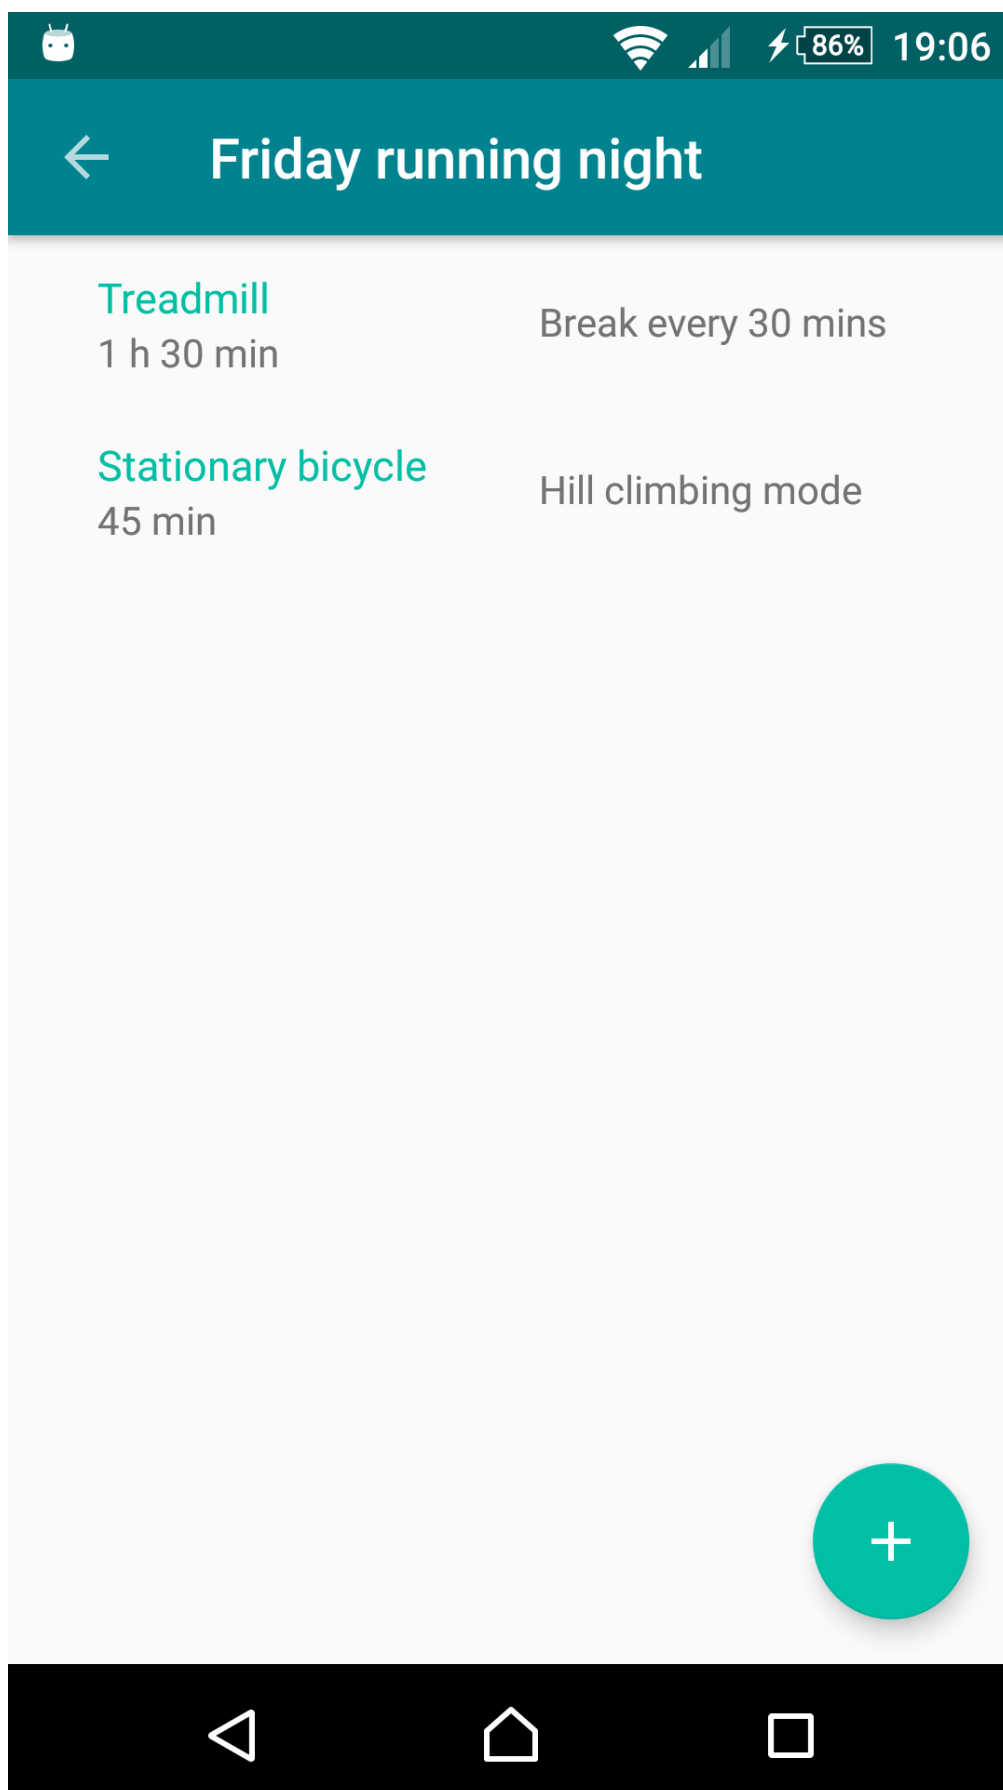 86% 19:06
Friday running night
Treadmill
1 h 30 min
Break every 30 mins
Stationary bicycle
45 min
Hill climbing mode